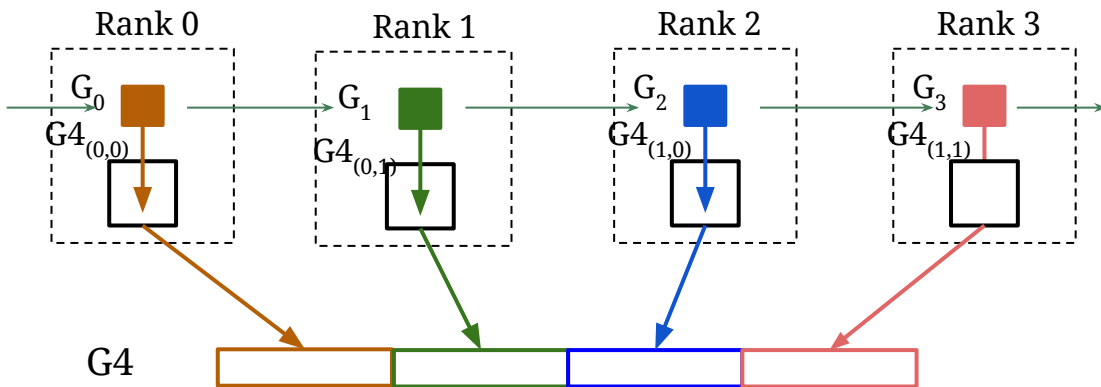 Rank 0
Rank 1
Rank 2
Rank 3
G0
G1
G2
G3
G4(0,0)
G4(0,1)
G4(1,0)
G4(1,1)
G4